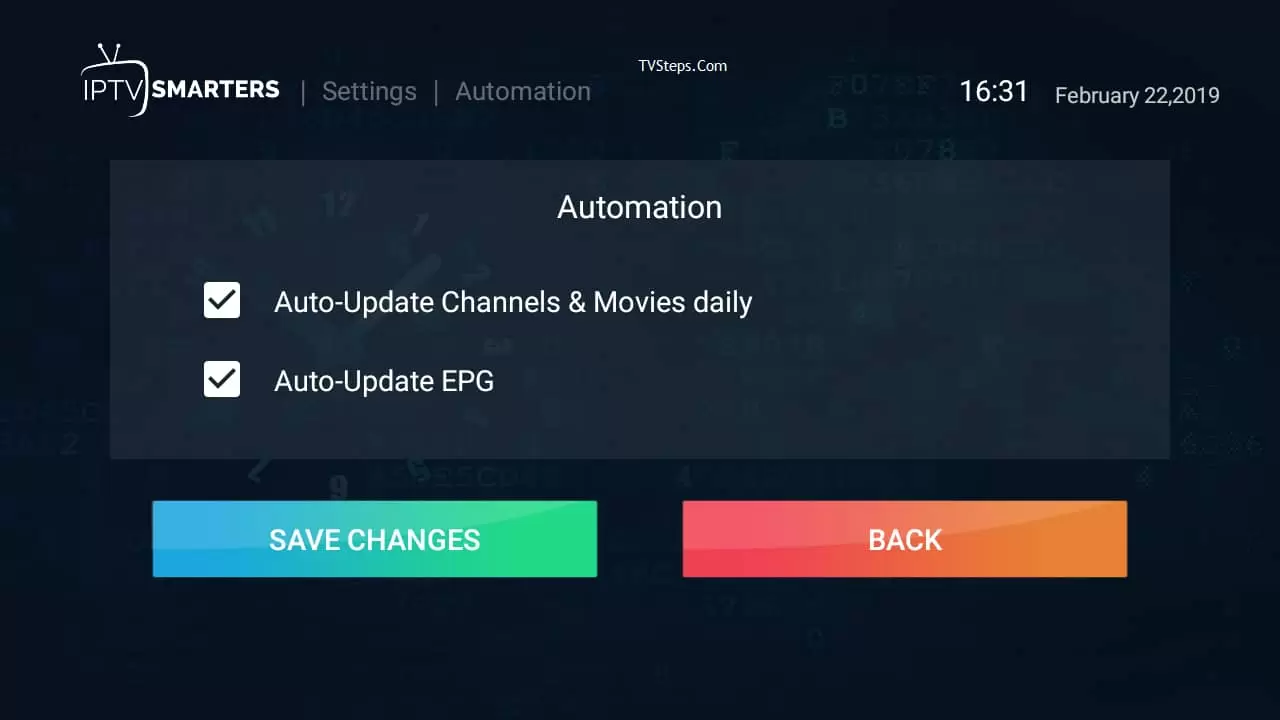 TVSteps.Com
IPTV SMARTERS | Settings | Automation
16:31 February 22,2019
Automation
Auto-Update Channels & Movies daily
Auto-Update EPG
SAVE CHANGES
BACK